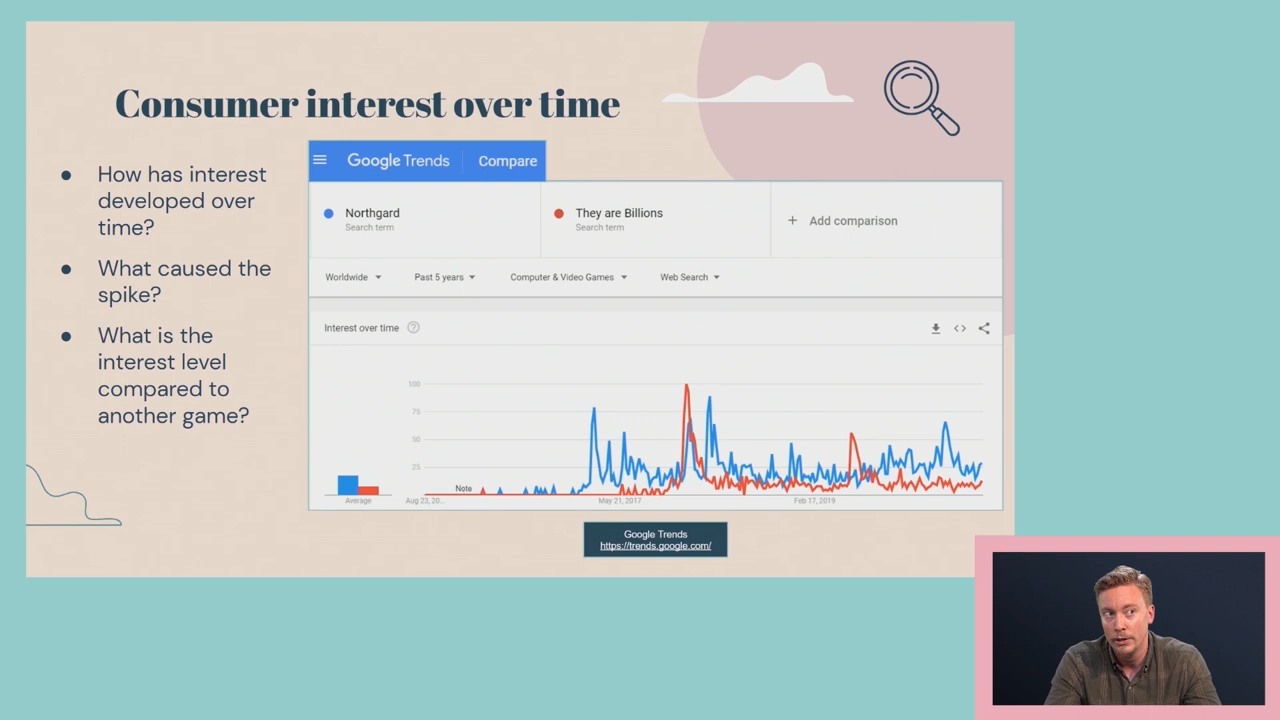 Consumer interest over time
● How has interest
developed over
time?
● What caused the
spike?
● What is the
interest level
compared to
another game?
Google Trends Compare
Northgard
Search term
They are Billions
Search term
+ Add comparison
Worldwide Past 5 years Computer & Video Games Web Search
Interest over time ?
100
75
50
25
Note
Average
Aug 23, 20... May 21, 2017 Feb 17, 2019
Google Trends
https://trends.google.com/